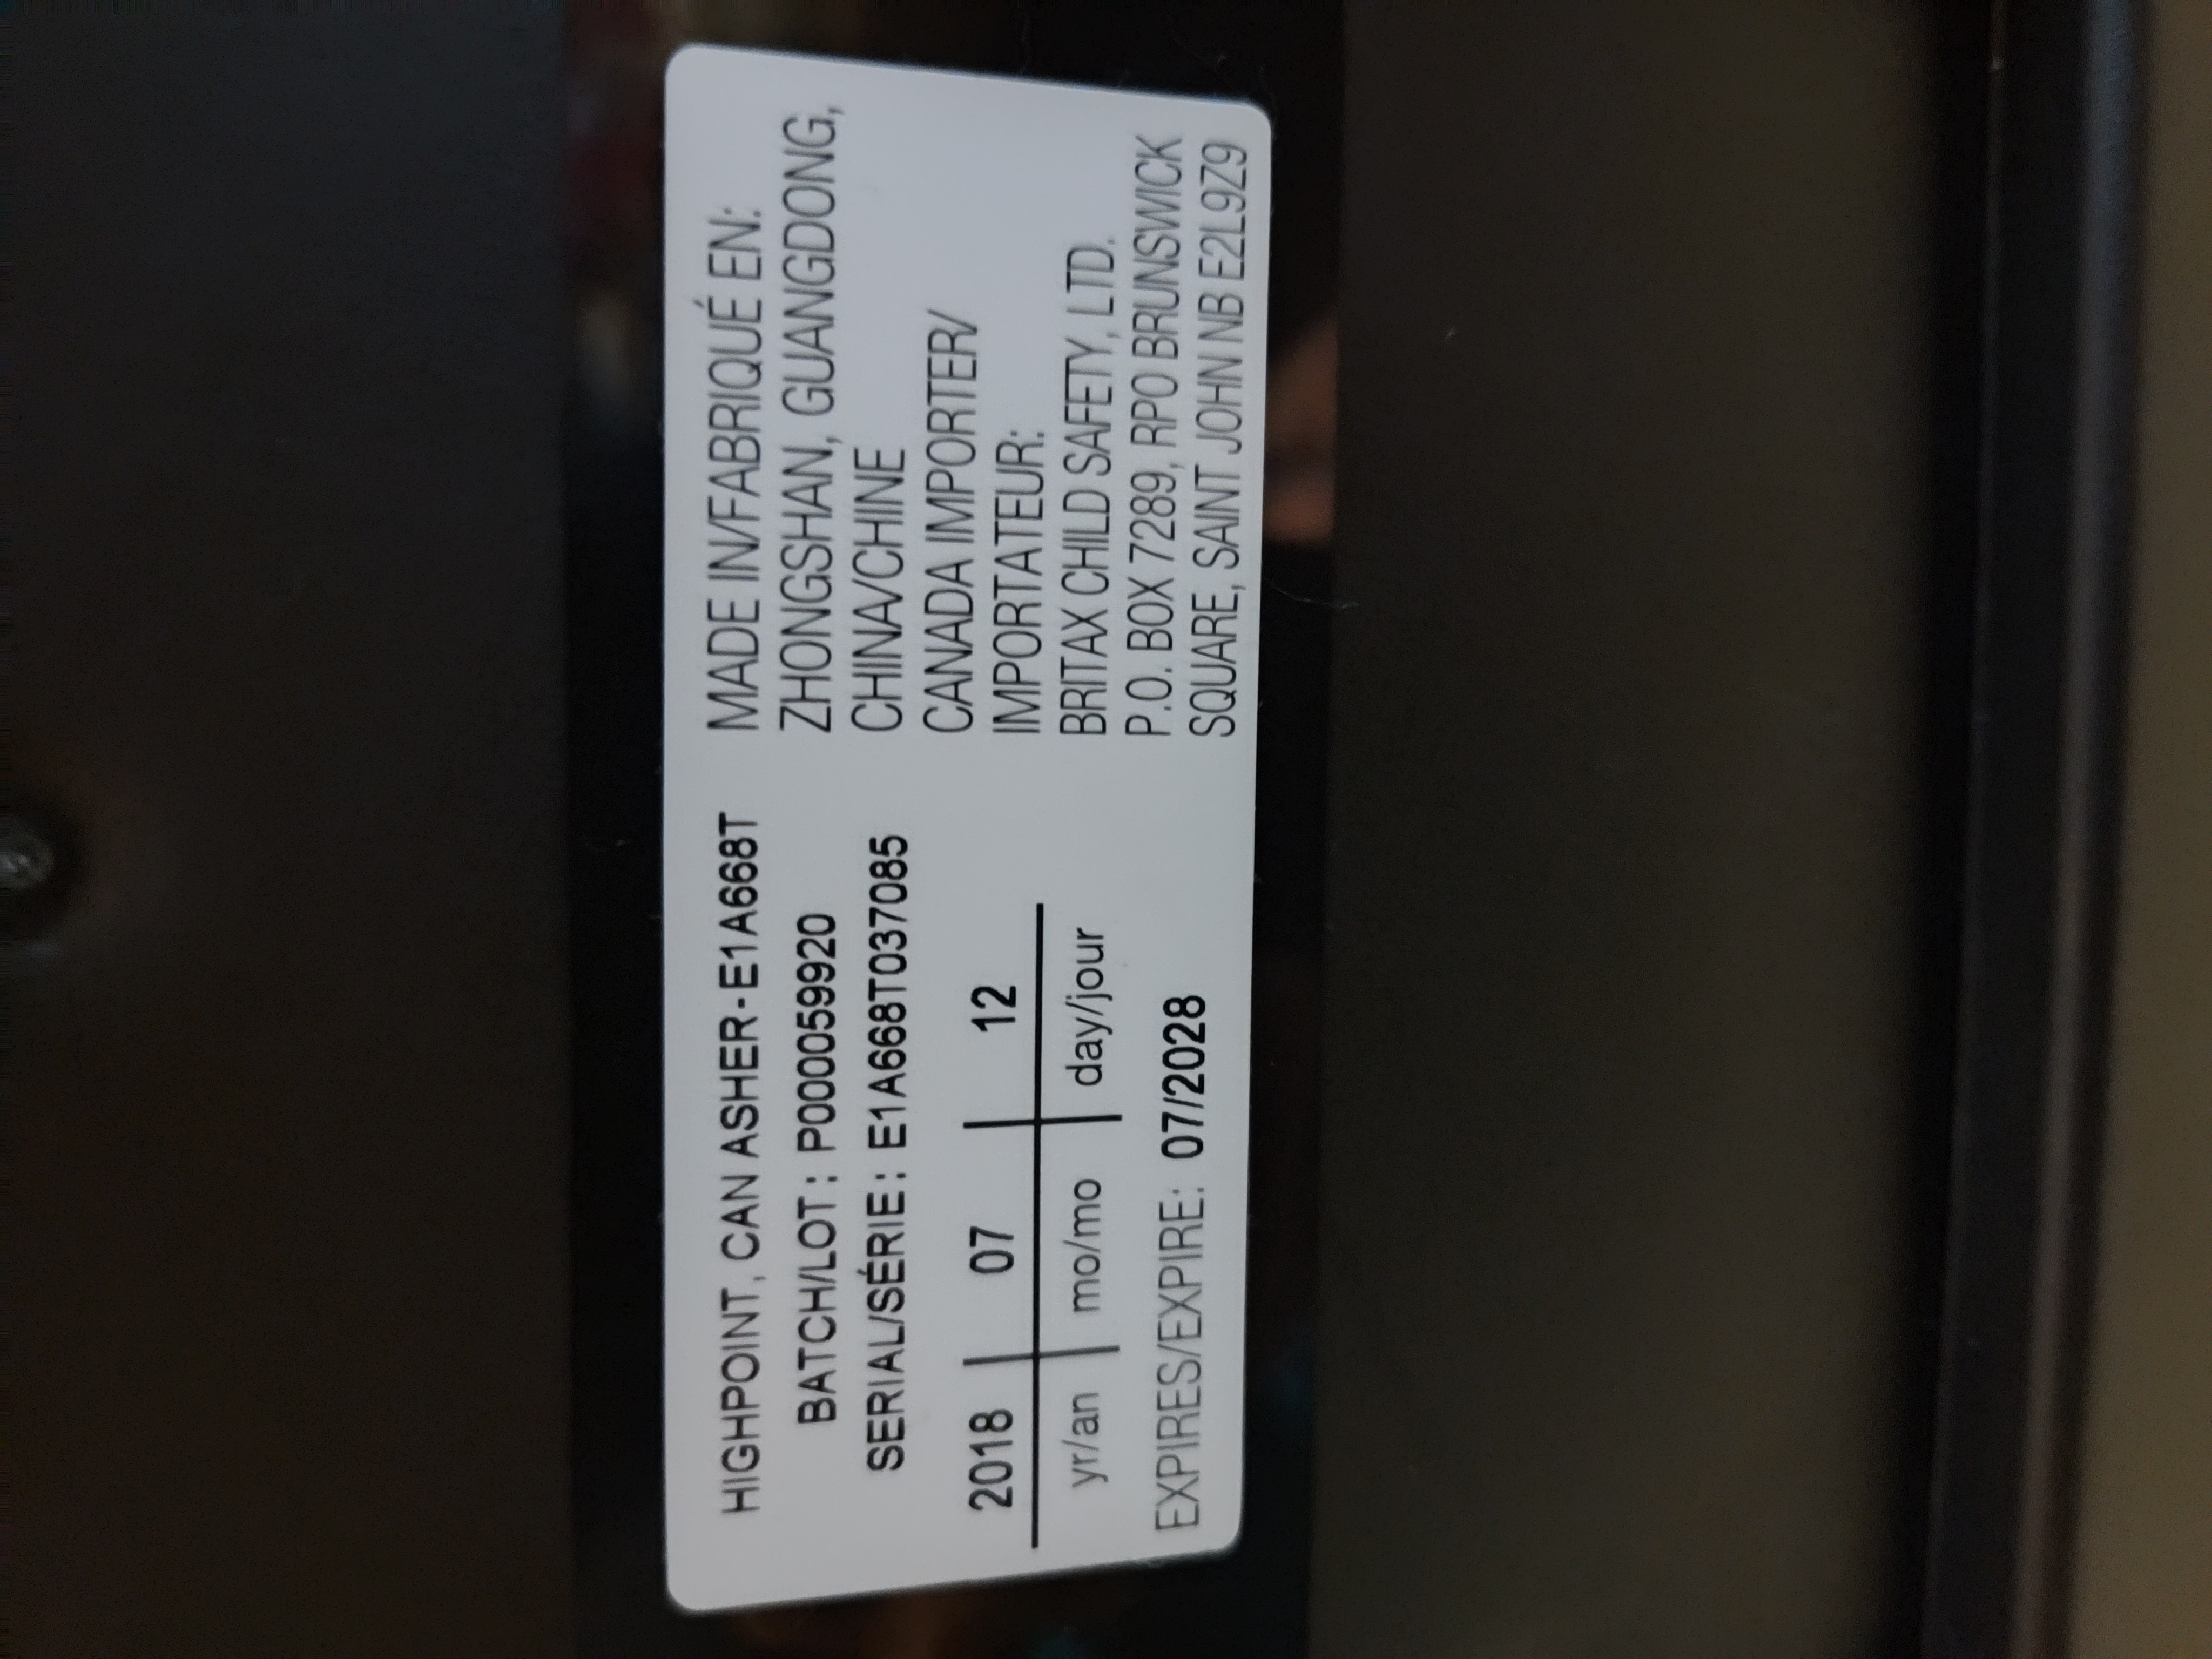 HIGHPOINT, CAN ASHER-E1A668T
BATCH/LOT : P000059920
SERIAL/SÉRIE : E1A668T037085
2018 | 07 | 12
yr/an | mo/mo | day/jour
EXPIRES/EXPIRE: 07/2028
MADE IN/FABRIQUÉ EN:
ZHONGSHAN, GUANGDONG,
CHINA/CHINE
CANADA IMPORTER/
IMPORTATEUR:
BRITAX CHILD SAFETY, LTD.
P.O. BOX 7289, RPO BRUNSWICK
SQUARE, SAINT JOHN NB E2L9Z9